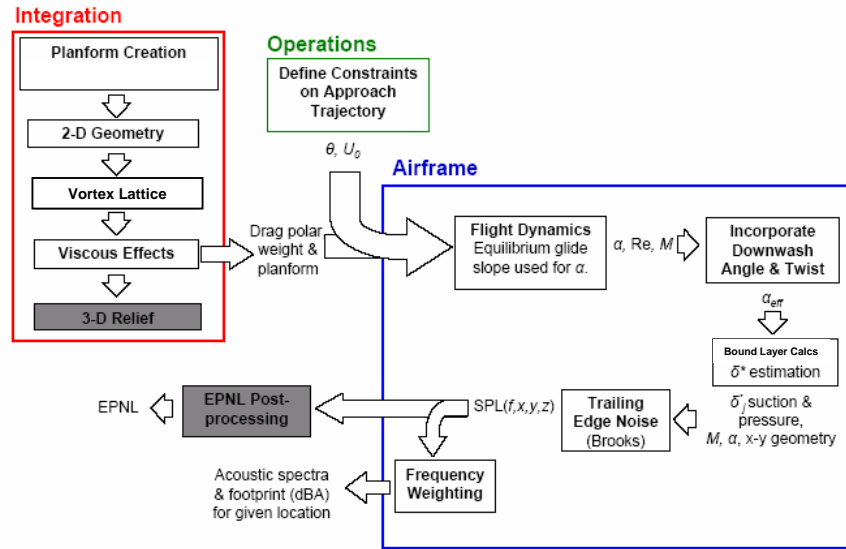 Integration
Planform Creation
2-D Geometry
Vortex Lattice
Viscous Effects
3-D Relief
Drag polar
weight &
planform
Operations
Define Constraints
on Approach
Trajectory
θ, U₀
Airframe
Flight Dynamics
Equilibrium glide
slope used for α.
α, Re, M
Incorporate
Downwash
Angle & Twist
α_eff
Bound Layer Calcs
δ* estimation
δ*_j suction &
pressure,
M, α, x-y geometry
Trailing
Edge Noise
(Brooks)
SPL(f,x,y,z)
EPNL Post-
processing
EPNL
Frequency
Weighting
Acoustic spectra
& footprint (dBA)
for given location